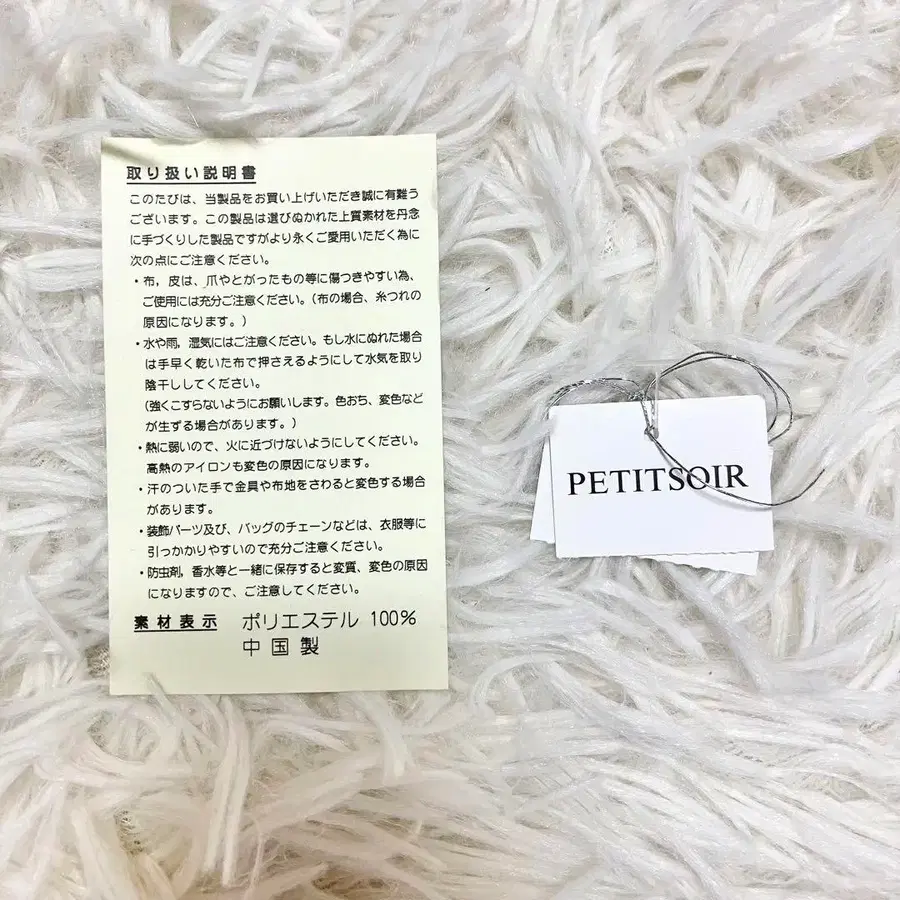 取り扱い説明書
このたびは、当製品をお買い上げいただき誠に有難う
ございます。この製品は選びぬかれた上質素材を丹念
に手づくりした製品ですがより永くご愛用いただく為に
次の点にご注意ください。
・布，皮は、爪やとがったもの等に傷つきやすい為、
ご使用には充分ご注意ください。（布の場合、糸つれの
原因になります。）
・水や雨，湿気にはご注意ください。もし水にぬれた場合
は手早く乾いた布で押さえるようにして水気を取り
陰干ししてください。
（強くこすらないようにお願いします。色おち、変色など
が生ずる場合があります。）
・熱に弱いので、火に近づけないようにしてください。
高熱のアイロンも変色の原因になります。
・汗のついた手で金具や布地をさわると変色する場合
があります。
・装飾パーツ及び、バッグのチェーンなどは、衣服等に
引っかかりやすいので充分ご注意ください。
・防虫剤，香水等と一緒に保存すると変質、変色の原因
になりますので、ご注意してください。
素材表示 ポリエステル 100%
中国製
PETITSOIR